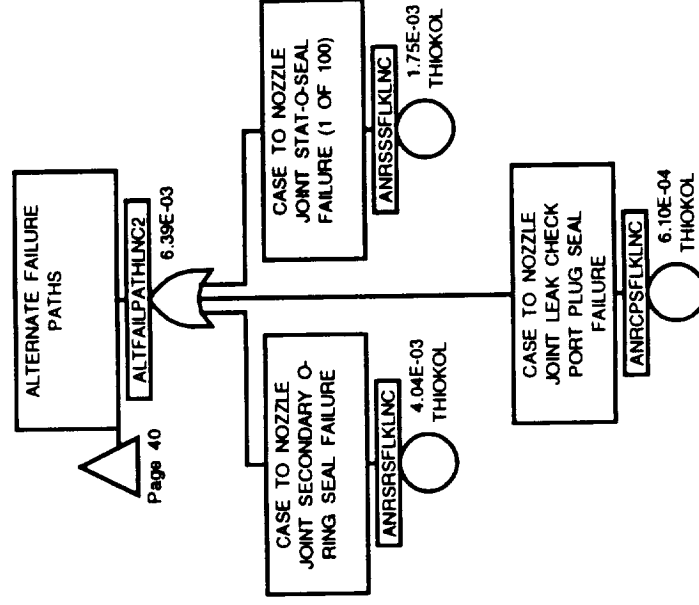 ALTERNATE FAILURE
PATHS
ALTFAILPATHLNC2
6.39E-03
Page 40
CASE TO NOZZLE
JOINT SECONDARY O-
RING SEAL FAILURE
ANRSRSFLKLNC
4.04E-03
THIOKOL
CASE TO NOZZLE
JOINT STAT-O-SEAL
FAILURE (1 OF 100)
ANRSSSFLKLNC
1.75E-03
THIOKOL
CASE TO NOZZLE
JOINT LEAK CHECK
PORT PLUG SEAL
FAILURE
ANRCPSFLKLNC
6.10E-04
THIOKOL